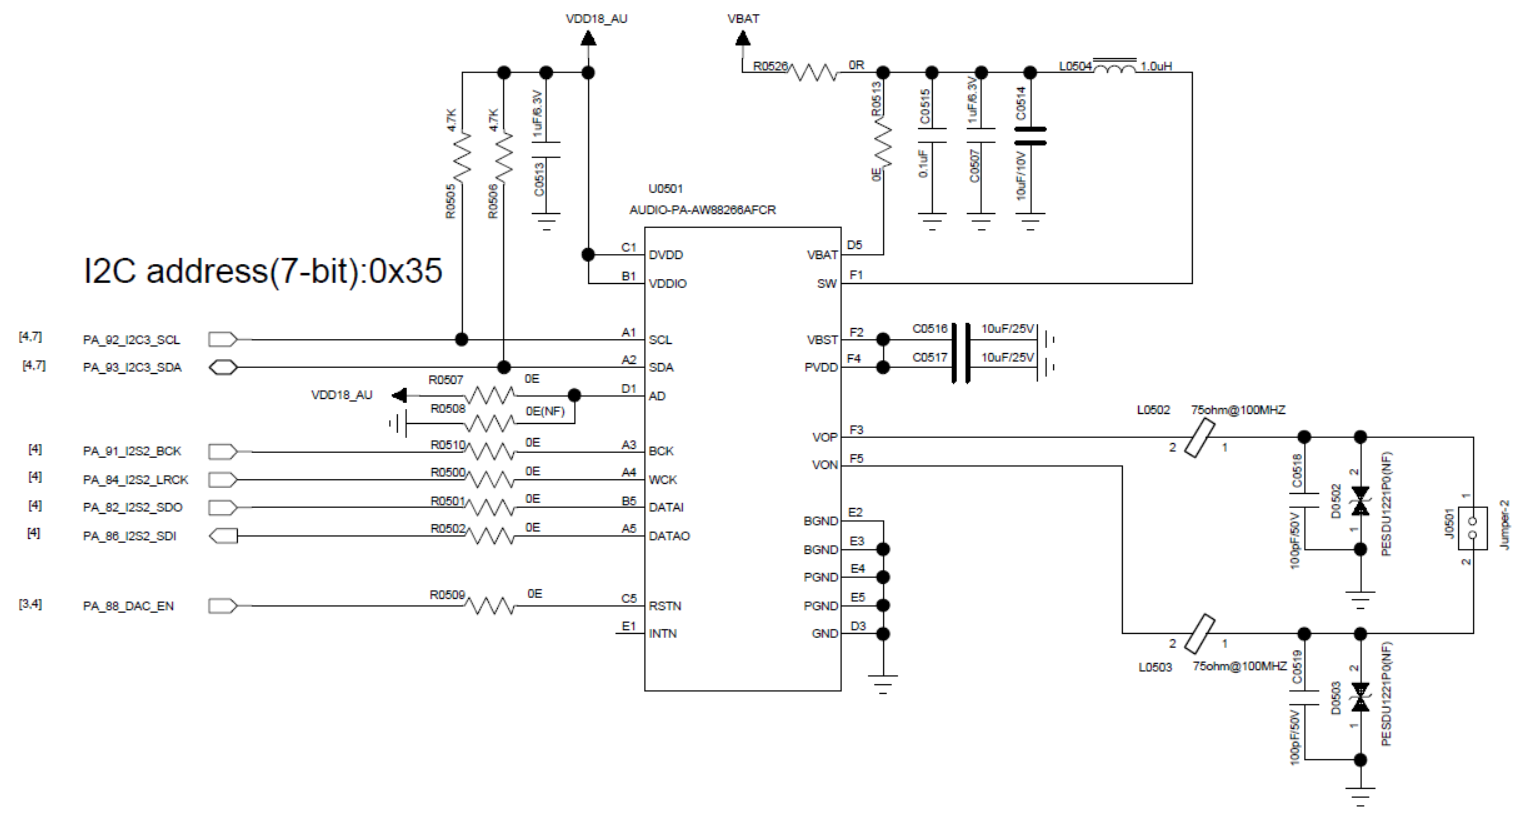 VDD18_AU
VBAT
R0526
0R
L0504
1.0uH
4.7K
R0505
4.7K
R0506
1uF/6.3V
C0513
R0513
0E
C0515
0.1uF
1uF/6.3V
C0507
C0514
10uF/10V
U0501
AUDIO-PA-AW88266AFCR
I2C address(7-bit):0x35
C1 DVDD
B1 VDDIO
VBAT D5
SW F1
[4,7] PA_92_I2C3_SCL A1 SCL
[4,7] PA_93_I2C3_SDA A2 SDA
VBST F2 C0516 10uF/25V
PVDD F4 C0517 10uF/25V
VDD18_AU R0507 0E D1 AD
R0508 0E(NF)
[4] PA_91_I2S2_BCK R0510 0E A3 BCK
[4] PA_84_I2S2_LRCK R0500 0E A4 WCK
[4] PA_82_I2S2_SDO R0501 0E B5 DATAI
[4] PA_86_I2S2_SDI R0502 0E A5 DATAO
[3,4] PA_88_DAC_EN R0509 0E C5 RSTN
E1 INTN
VOP F3
VON F5
BGND E2
BGND E3
PGND E4
PGND E5
GND D3
L0502 75ohm@100MHZ
2 1
C0518
100pF/50V
2
D0502
1
PESDU1221P0(NF)
1
J0501
2
Jumper-2
2 1
L0503 75ohm@100MHZ
C0519
100pF/50V
2
D0503
1
PESDU1221P0(NF)